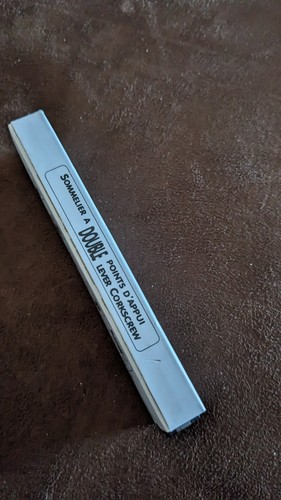 SOMMELIER A DOUBLE POINTS D'APPUI
LEVER CORKSCREW